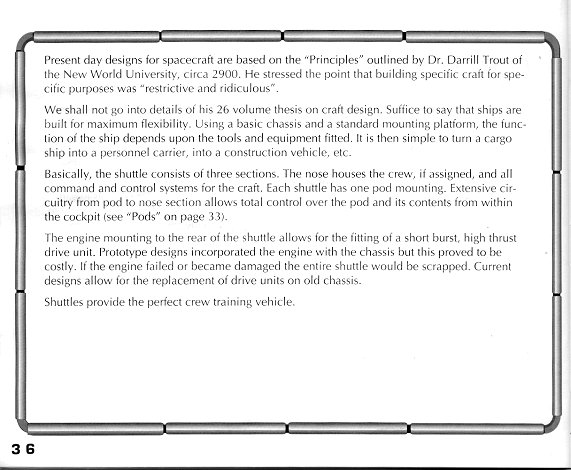 Present day designs for spacecraft are based on the "Principles" outlined by Dr. Darrill Trout of
the New World University, circa 2900. He stressed the point that building specific craft for spe-
cific purposes was "restrictive and ridiculous".
We shall not go into details of his 26 volume thesis on craft design. Suffice to say that ships are
built for maximum flexibility. Using a basic chassis and a standard mounting platform, the func-
tion of the ship depends upon the tools and equipment fitted. It is then simple to turn a cargo
ship into a personnel carrier, into a construction vehicle, etc.
Basically, the shuttle consists of three sections. The nose houses the crew, if assigned, and all
command and control systems for the craft. Each shuttle has one pod mounting. Extensive cir-
cuitry from pod to nose section allows total control over the pod and its contents from within
the cockpit (see "Pods" on page 33).
The engine mounting to the rear of the shuttle allows for the fitting of a short burst, high thrust
drive unit. Prototype designs incorporated the engine with the chassis but this proved to be
costly. If the engine failed or became damaged the entire shuttle would be scrapped. Current
designs allow for the replacement of drive units on old chassis.
Shuttles provide the perfect crew training vehicle.
36